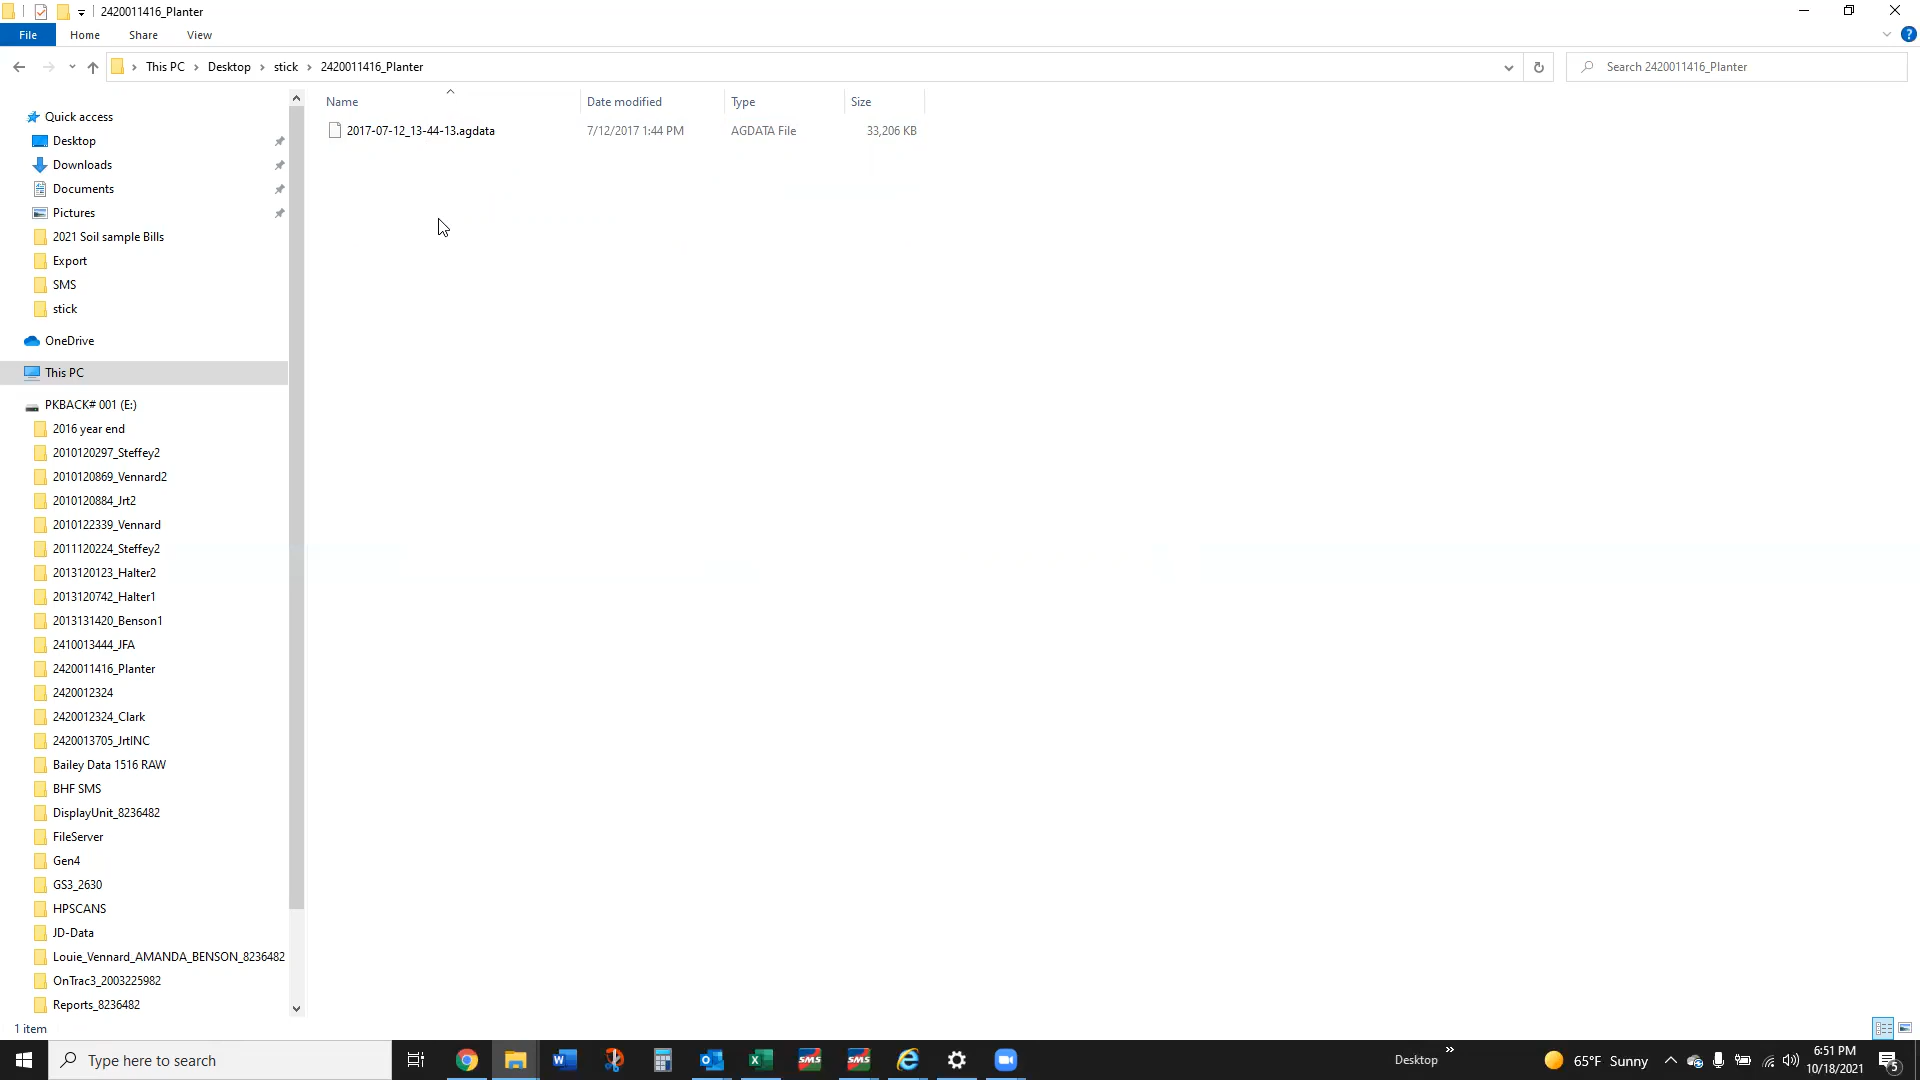 2420011416_Planter
File Home Share View
This PC Desktop stick 2420011416_Planter Search 2420011416_Planter
Name Date modified Type Size
2017-07-12_13-44-13.agdata 7/12/2017 1:44 PM AGDATA File 33,206 KB
Quick access
Desktop
Downloads
Documents
Pictures
2021 Soil sample Bills
Export
SMS
stick
OneDrive
This PC
PKBACK# 001 (E:)
2016 year end
2010120297_Steffey2
2010120869_Vennard2
2010120884_Jrt2
2010122339_Vennard
2011120224_Steffey2
2013120123_Halter2
2013120742_Halter1
2013131420_Benson1
2410013444_JFA
2420011416_Planter
2420012324
2420012324_Clark
2420013705_JrtINC
Bailey Data 1516 RAW
BHF SMS
DisplayUnit_8236482
FileServer
Gen4
GS3_2630
HPSCANS
JD-Data
Louie_Vennard_AMANDA_BENSON_8236482
OnTrac3_2003225982
Reports_8236482
1 item
Type here to search
SMS SMS
Desktop
65°F Sunny
6:51 PM
10/18/2021
5